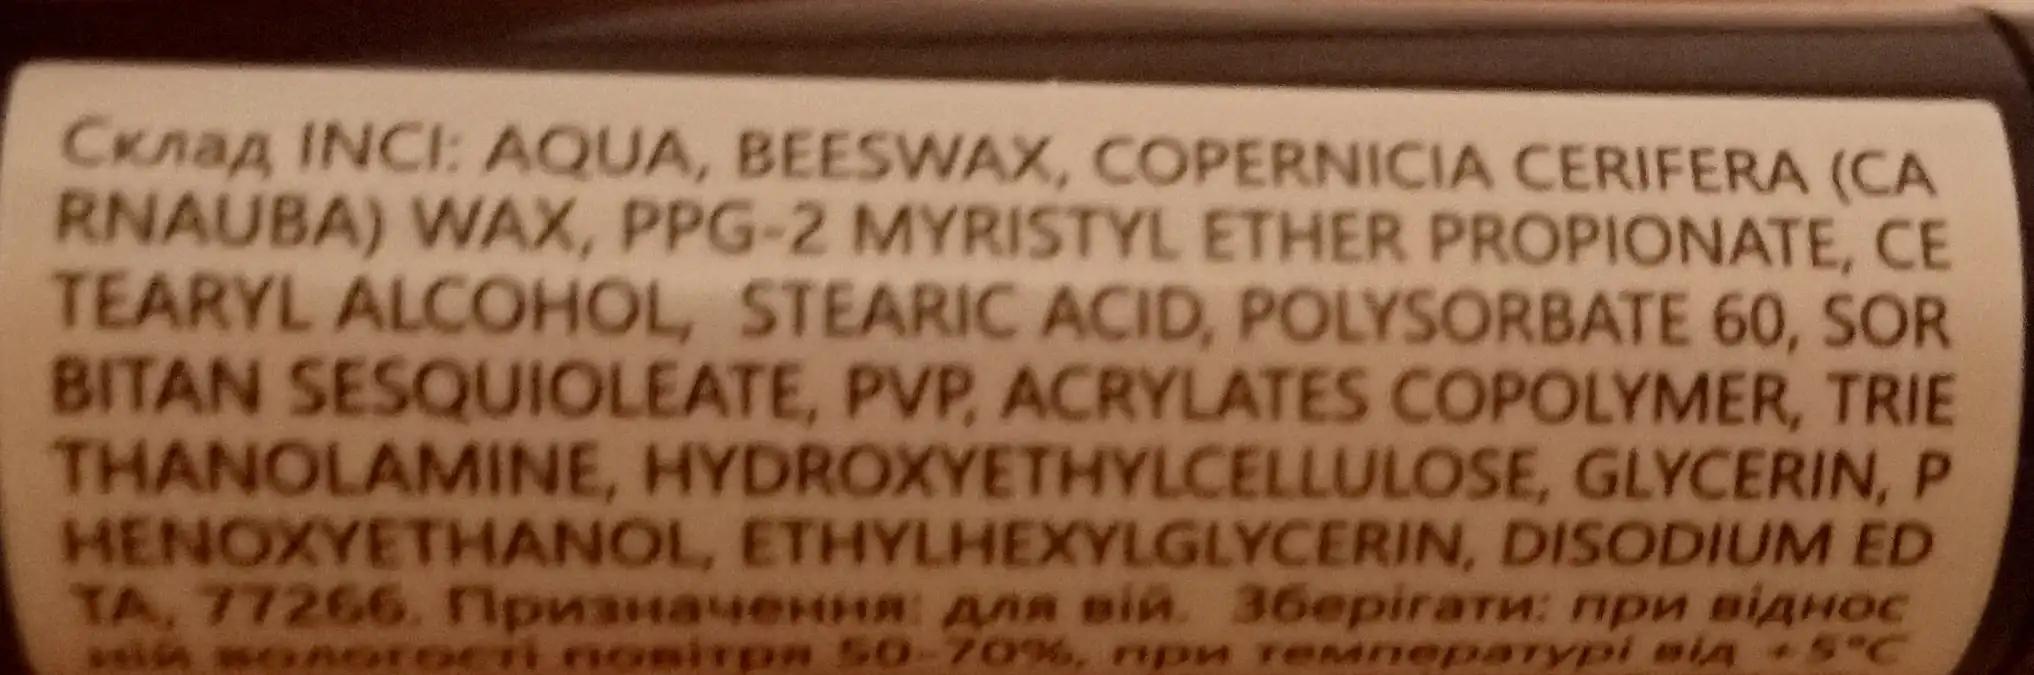 Склад INCI: AQUA, BEESWAX, COPERNICIA CERIFERA (CA
RNAUBA) WAX, PPG-2 MYRISTYL ETHER PROPIONATE, CE
TEARYL ALCOHOL, STEARIC ACID, POLYSORBATE 60, SOR
BITAN SESQUIOLEATE, PVP, ACRYLATES COPOLYMER, TRIE
THANOLAMINE, HYDROXYETHYLCELLULOSE, GLYCERIN, P
HENOXYETHANOL, ETHYLHEXYLGLYCERIN, DISODIUM ED
TA, 77266. Призначення: для вій. Зберігати: при віднос
ній вологості повітря 50-70%, при температурі від +5°C